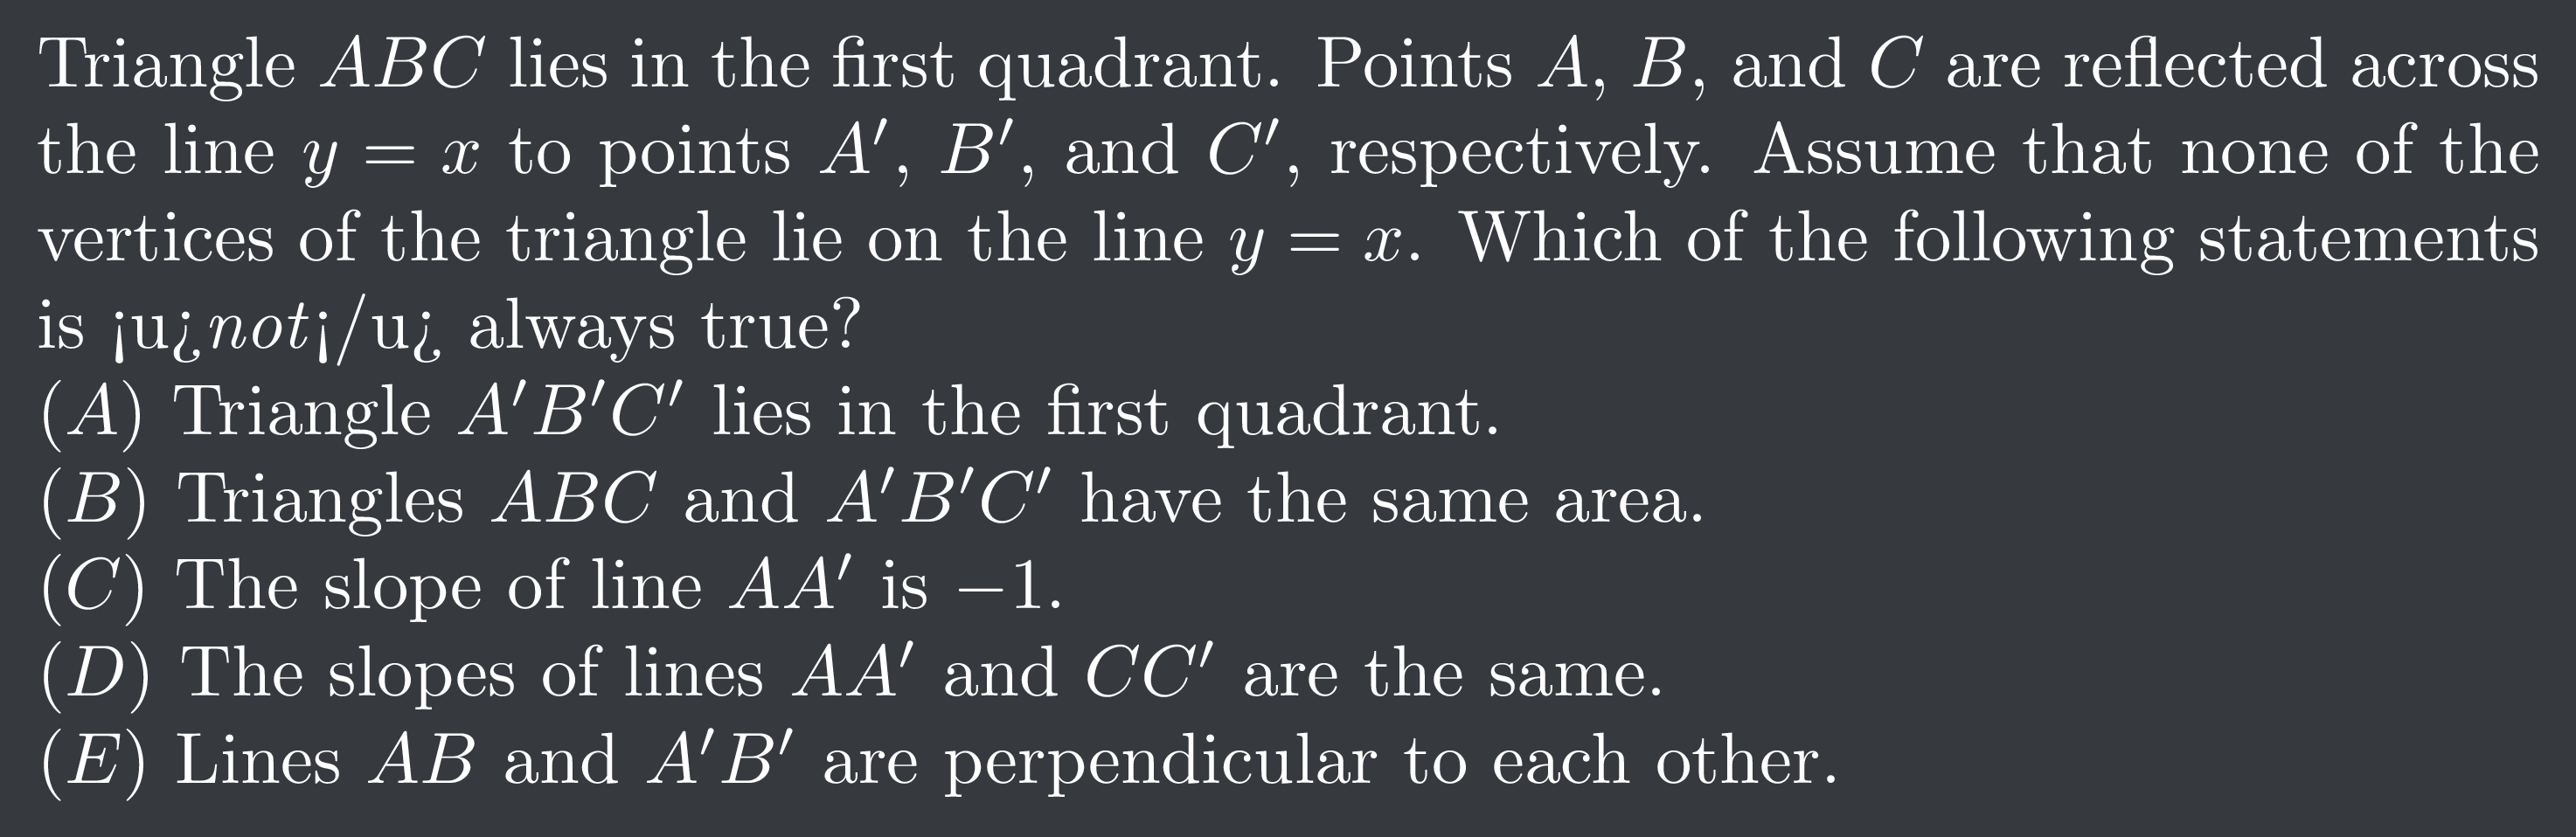 Triangle ABC lies in the first quadrant. Points A, B, and C are reflected across
the line y = x to points A′, B′, and C′, respectively. Assume that none of the
vertices of the triangle lie on the line y = x. Which of the following statements
is ¡u¿not¡/u¿ always true?
(A) Triangle A′B′C′ lies in the first quadrant.
(B) Triangles ABC and A′B′C′ have the same area.
(C) The slope of line AA′ is −1.
(D) The slopes of lines AA′ and CC′ are the same.
(E) Lines AB and A′B′ are perpendicular to each other.